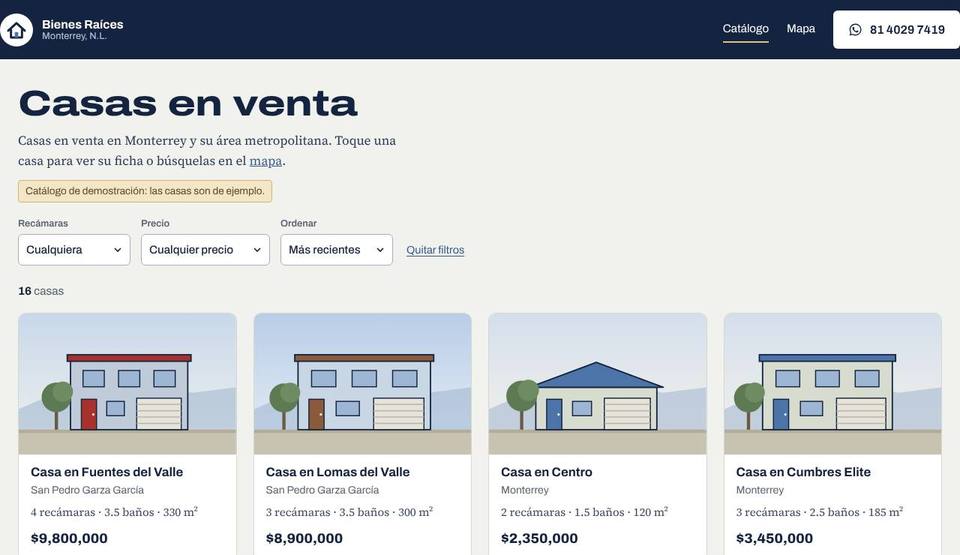 Bienes Raíces
Monterrey, N.L.
Catálogo
Mapa
81 4029 7419
Casas en venta
Casas en venta en Monterrey y su área metropolitana. Toque una
casa para ver su ficha o búsquelas en el mapa.
Catálogo de demostración: las casas son de ejemplo.
Recámaras
Precio
Ordenar
Cualquiera
Cualquier precio
Más recientes
Quitar filtros
16 casas
Casa en Fuentes del Valle
San Pedro Garza García
4 recámaras · 3.5 baños · 330 m²
$9,800,000
Casa en Lomas del Valle
San Pedro Garza García
3 recámaras · 3.5 baños · 300 m²
$8,900,000
Casa en Centro
Monterrey
2 recámaras · 1.5 baños · 120 m²
$2,350,000
Casa en Cumbres Elite
Monterrey
3 recámaras · 2.5 baños · 185 m²
$3,450,000